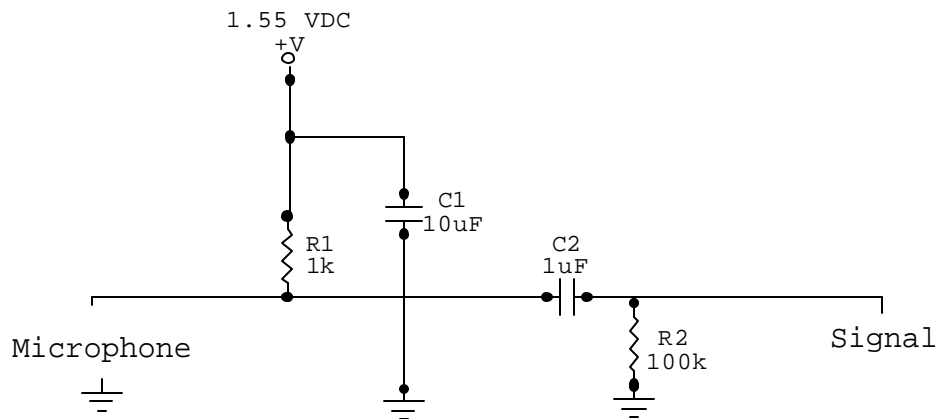 1.55 VDC
+V
C1
10uF
R1
1k
C2
1uF
Microphone
R2
100k
Signal